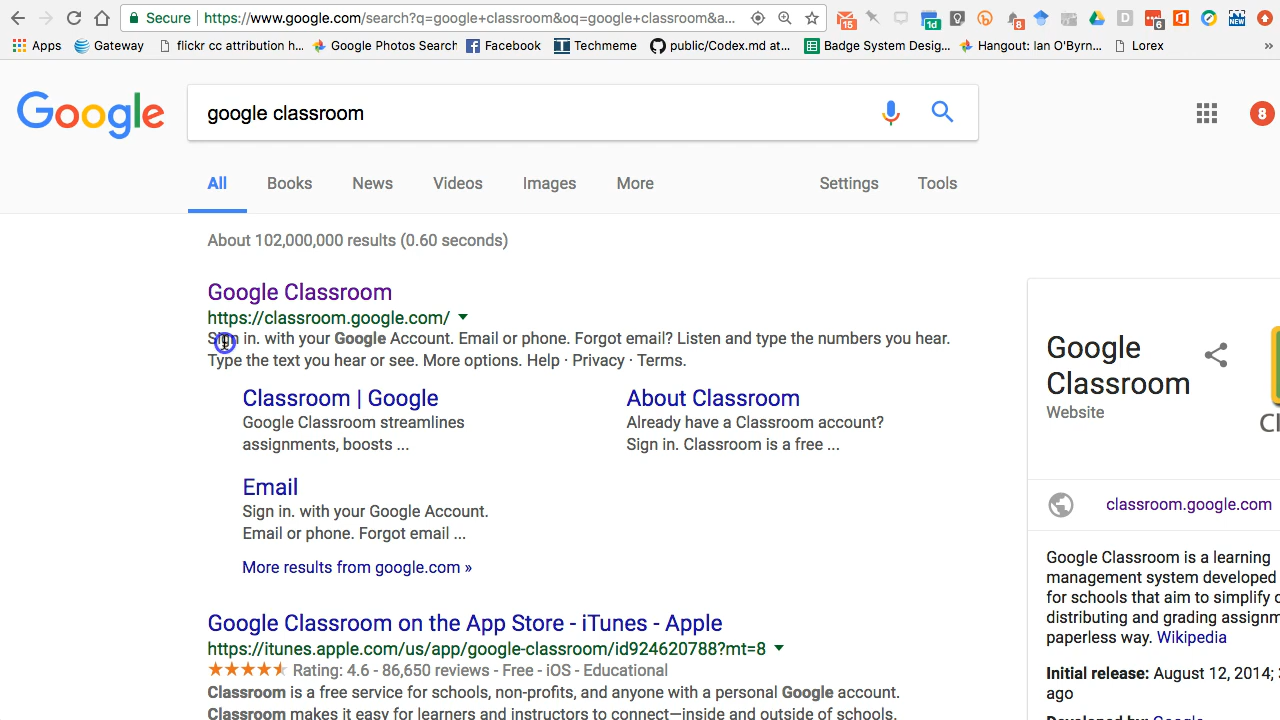 Secure https://www.google.com/search?q=google+classroom&oq=google+classroom&a...
15 1d 8 D 6 NEW
Apps Gateway flickr cc attribution h... Google Photos Search Facebook Techmeme public/Codex.md at... Badge System Desig... Hangout: Ian O'Byrn... Lorex »
Google
google classroom
8
All Books News Videos Images More Settings Tools
About 102,000,000 results (0.60 seconds)
Google Classroom
https://classroom.google.com/
Sign in. with your Google Account. Email or phone. Forgot email? Listen and type the numbers you hear.
Type the text you hear or see. More options. Help · Privacy · Terms.
Classroom | Google
Google Classroom streamlines
assignments, boosts ...
About Classroom
Already have a Classroom account?
Sign in. Classroom is a free ...
Email
Sign in. with your Google Account.
Email or phone. Forgot email ...
More results from google.com »
Google Classroom on the App Store - iTunes - Apple
https://itunes.apple.com/us/app/google-classroom/id924620788?mt=8
Rating: 4.6 - 86,650 reviews - Free - iOS - Educational
Classroom is a free service for schools, non-profits, and anyone with a personal Google account.
Classroom makes it easy for learners and instructors to connect—inside and outside of schools.
Google
Classroom
Website
Cl
classroom.google.com
Google Classroom is a learning
management system developed
for schools that aim to simplify
distributing and grading assignm
paperless way. Wikipedia
Initial release: August 12, 2014;
ago
Developed by: Google